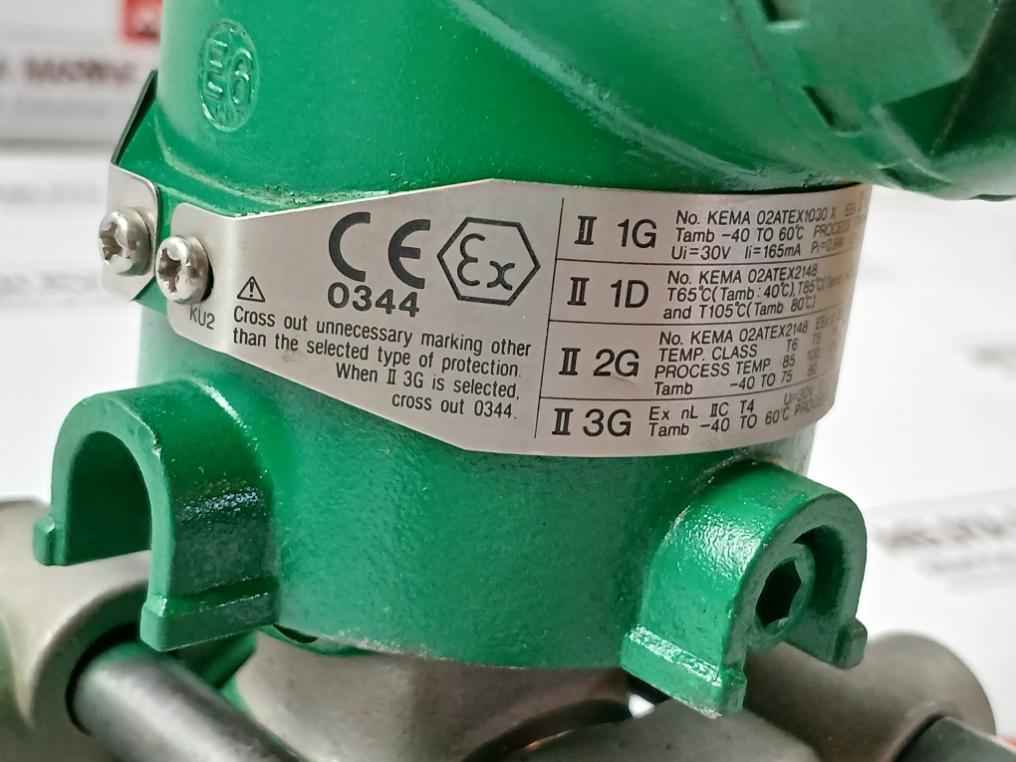 CE Ex
0344
KU2
Cross out unnecessary marking other
than the selected type of protection.
When II 3G is selected,
cross out 0344.
II 1G
No. KEMA 02ATEX1030 X
Tamb -40 TO 60℃ PROCESS
Ui=30V Ii=165mA
II 1D
No. KEMA 02ATEX2148
T65℃(Tamb:40℃),T85℃
and T105℃(Tamb 80℃)
II 2G
No. KEMA 02ATEX2148
TEMP. CLASS T6
PROCESS TEMP 85
Tamb -40 TO 75
II 3G
Ex nL IIC T4
Tamb -40 TO 60℃